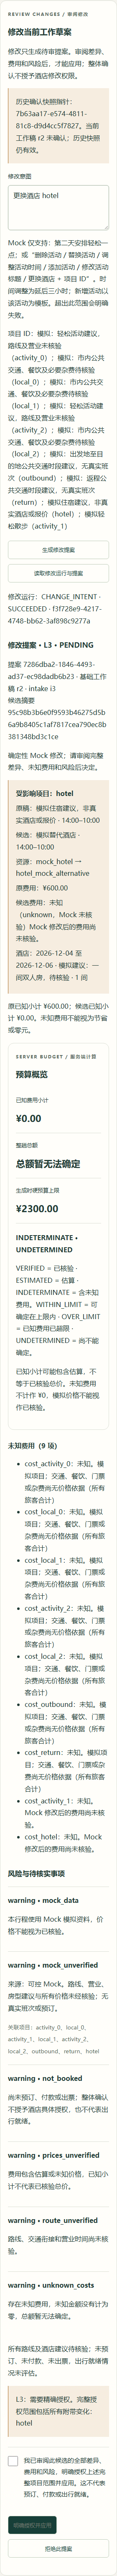 REVIEW CHANGES / 审阅修改
修改当前工作草案
修改只生成待审提案。审阅差异、
费用和风险后，才能应用；整体确
认不授予酒店修改权限。
历史确认快照指针：
7b63aa17-e574-4811-
81c8-d9d4cc5f7827。当前
工作稿 r2 未确认；历史快照
仍有效。
修改意图
更换酒店 hotel
Mock 仅支持：第二天安排轻松一
点；或“删除活动 / 替换活动 / 调
整活动时间 / 添加活动 / 修改活动
标题 / 更换酒店 + 项目 ID”。时
间调整为延后三小时；新增活动以
该活动为模板。超出此范围会明确
失败。
项目 ID：模拟：轻松活动建议，
路线及营业未核验
（activity_0）；模拟：市内公共
交通、餐饮及必要杂费待核验
（local_0）；模拟：市内公共交
通、餐饮及必要杂费待核验
（local_1）；模拟：轻松活动建
议，路线及营业未核验
（activity_2）；模拟：市内公共
交通、餐饮及必要杂费待核验
（local_2）；模拟：出发地至目
的地公共交通时段建议，无真实班
次（outbound）；模拟：返程公
共交通时段建议，无真实班次
（return）；模拟住宿建议，非真
实酒店或报价（hotel）；模拟轻
松散步（activity_1）
生成修改提案
读取修改运行与提案
修改运行：CHANGE_INTENT ·
SUCCEEDED · f3f728e9-4217-
4748-bb62-3af898c9277a
修改提案 • L3 • PENDING
提案 7286dba2-1846-4493-
ad37-ec98dadb6b23 · 基础工作
稿 r2 · intake i3
候选摘要
95c98b3b6e0f9593b46275d5b
6a9b8405c1af7817cea790ec8b
381348bd3c1ce
确定性 Mock 修改；请审阅完整
差异、未知费用和风险后决定。
受影响项目：hotel
原稿：模拟住宿建议，非真
实酒店或报价 · 14:00–10:00
候选：模拟替代酒店 ·
14:00–10:00
资源：mock_hotel →
hotel_mock_alternative
原费用：¥600.00
候选费用：未知
（unknown，Mock 未核
验）Mock 修改后的费用尚
未核验。
酒店：2026-12-04 至
2026-12-06 · 模拟建议：一
间双人房，待核验 · 1 间
原已知小计 ¥600.00；候选已知小
计 ¥0.00。未知费用不能视为节省
或零元。
SERVER BUDGET / 服务端计算
预算概览
已知费用小计
¥0.00
整趟总额
总额暂无法确定
生成时硬预算上限
¥2300.00
INDETERMINATE •
UNDETERMINED
VERIFIED = 已核验 ·
ESTIMATED = 估算 ·
INDETERMINATE = 含未知
费用。WITHIN_LIMIT = 可
确定在上限内 · OVER_LIMIT
= 已知费用已超限 ·
UNDETERMINED = 尚不能
确定。
已知小计可能包含估算，不
等于已核验总价。未知费用
不计作 ¥0，模拟价格不能视
作已核验。
未知费用（9 项）
cost_activity_0：未知。模
拟项目；交通、餐饮、门票
或杂费尚无价格依据（所有
旅客合计）
cost_local_0：未知。模拟
项目；交通、餐饮、门票或
杂费尚无价格依据（所有旅
客合计）
cost_local_1：未知。模拟
项目；交通、餐饮、门票或
杂费尚无价格依据（所有旅
客合计）
cost_activity_2：未知。模
拟项目；交通、餐饮、门票
或杂费尚无价格依据（所有
旅客合计）
cost_local_2：未知。模拟
项目；交通、餐饮、门票或
杂费尚无价格依据（所有旅
客合计）
cost_outbound：未知。模
拟项目；交通、餐饮、门票
或杂费尚无价格依据（所有
旅客合计）
cost_return：未知。模拟项
目；交通、餐饮、门票或杂
费尚无价格依据（所有旅客
合计）
cost_activity_1：未知。
Mock 修改后的费用尚未核
验。
cost_hotel：未知。Mock
修改后的费用尚未核验。
风险与待核实事项
warning • mock_data
本行程使用 Mock 模拟资料，价
格不能视为已核验。
warning • mock_unverified
来源：可控 Mock。路线、营业、
房型建议与所有价格未经核验；无
真实班次或预订。
关联项目：activity_0、local_0、
activity_1、local_1、activity_2、
local_2、outbound、return、hotel
warning • not_booked
尚未预订、付款或出票；整体确认
不授予酒店具体授权，也不代表出
行就绪。
warning • prices_unverified
费用包含估算或未知价格，已知小
计不代表已核验总价。
warning • route_unverified
路线、交通衔接和营业时间尚未核
验。
warning • unknown_costs
存在未知费用，未知金额没有计为
零，总额暂无法确定。
所有路线及酒店建议待核验；未预
订、未付款、未出票，出行就绪情
况未评估。
L3：需要精确授权。完整授
权范围包括所有附带变化：
hotel
我已审阅此候选的全部差异、
费用和风险，明确授权上述完
整项目范围并应用。这不代表
预订、付款或出行就绪。
明确授权并应用
拒绝此提案